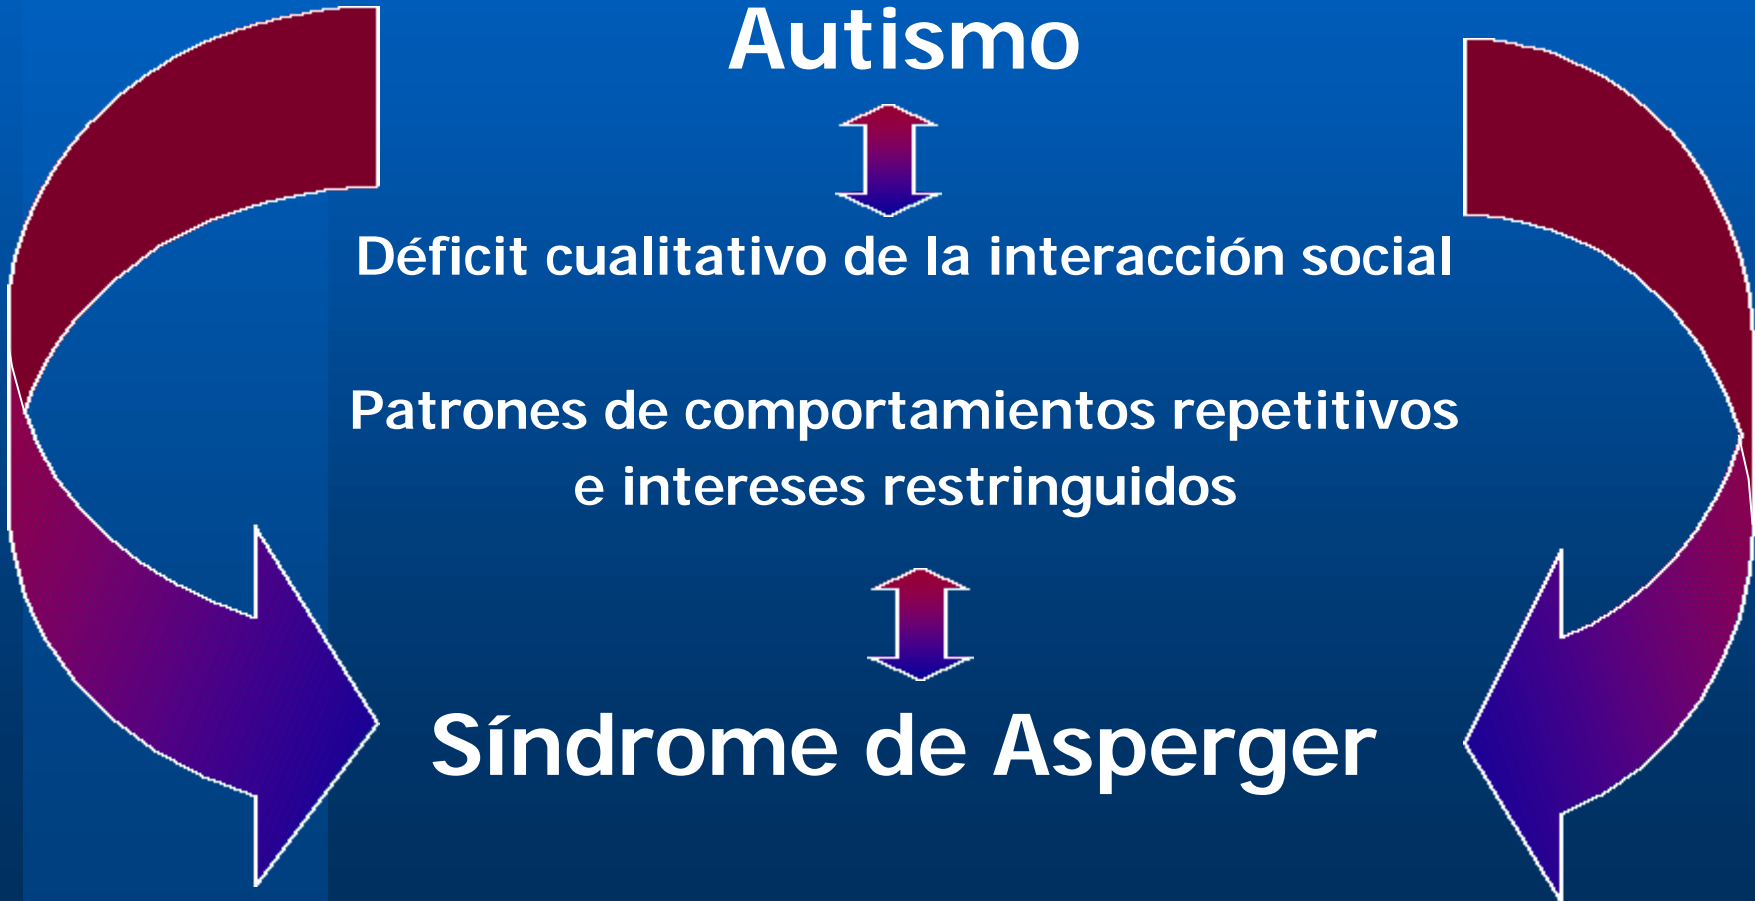 Autismo
Déficit cualitativo de la interacción social
Patrones de comportamientos repetitivos
e intereses restringuidos
Síndrome de Asperger